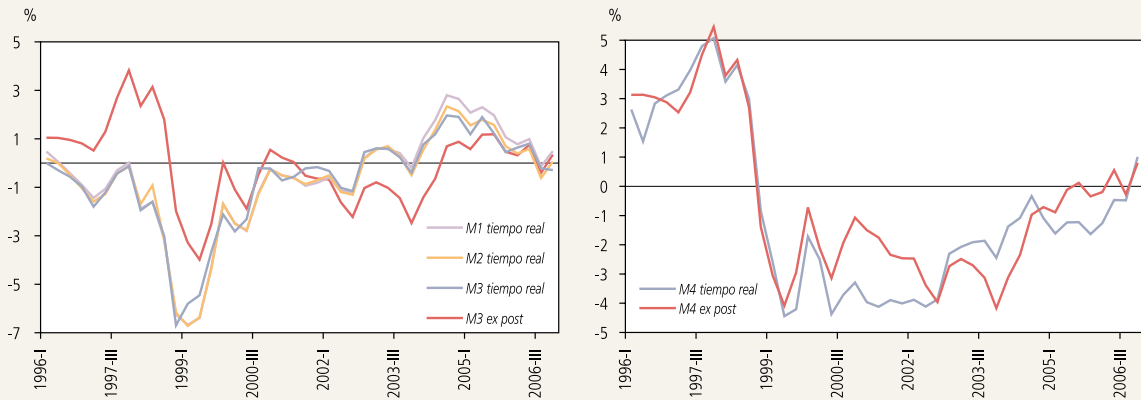 %
5
3
1
-1
-3
-5
-7
M1 tiempo real
M2 tiempo real
M3 tiempo real
M3 ex post
1996-I
1997-III
1999-I
2000-III
2002-I
2003-III
2005-I
2006-III
%
5
4
3
2
1
0
-1
-2
-3
-4
-5
M4 tiempo real
M4 ex post
1996-I
1997-III
1999-I
2000-III
2002-I
2003-III
2005-I
2006-III